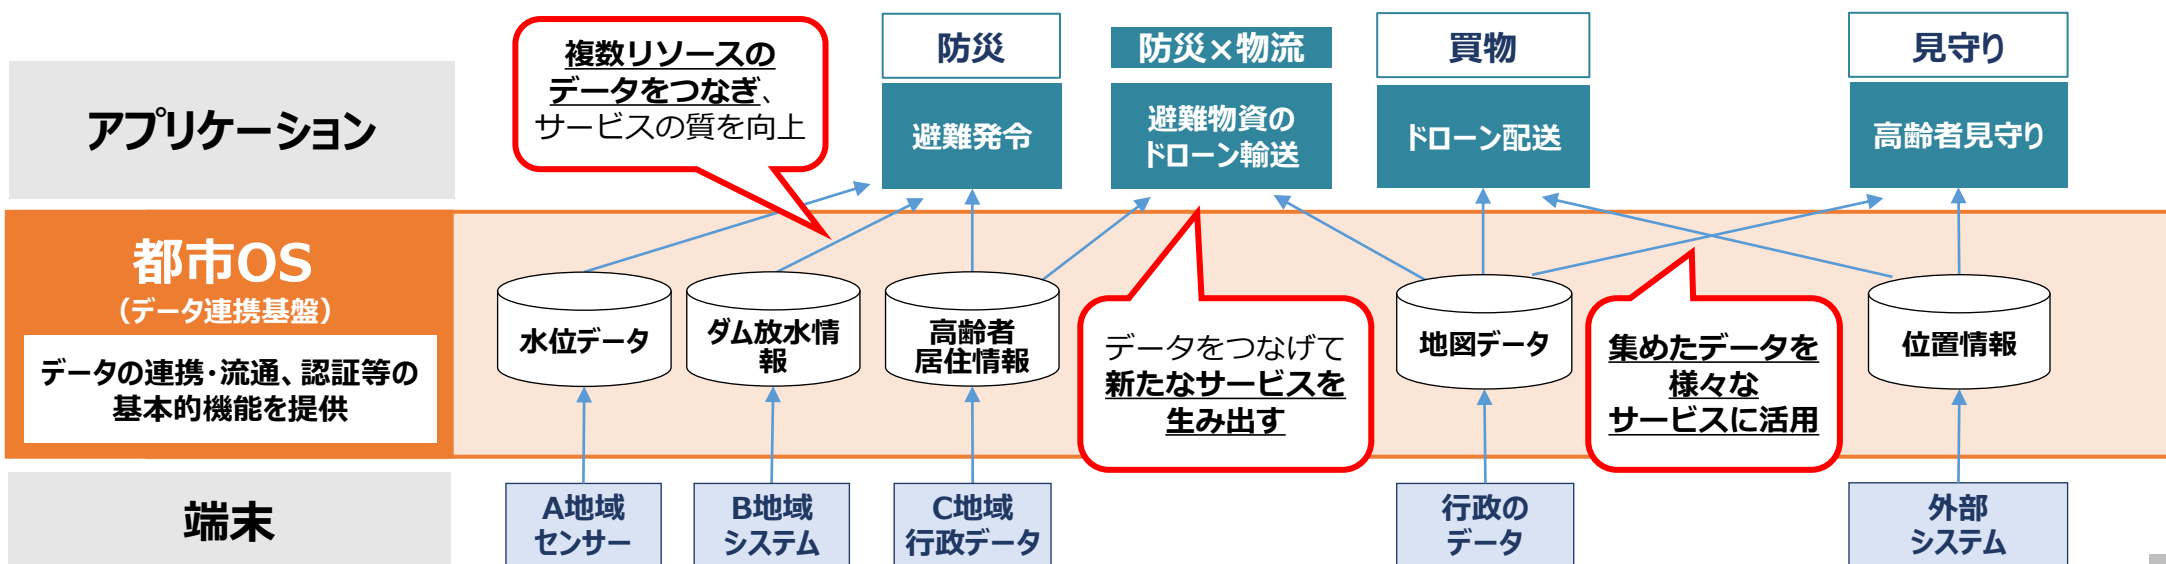 アプリケーション
複数リソースの
データをつなぎ、
サービスの質を向上
防災
避難発令
防災×物流
避難物資の
ドローン輸送
買物
ドローン配送
見守り
高齢者見守り
都市OS
（データ連携基盤）
データの連携・流通、認証等の
基本的機能を提供
水位データ
ダム放水情
報
高齢者
居住情報
データをつなげて
新たなサービスを
生み出す
地図データ
集めたデータを
様々な
サービスに活用
位置情報
端末
A地域
センサー
B地域
システム
C地域
行政データ
行政の
データ
外部
システム